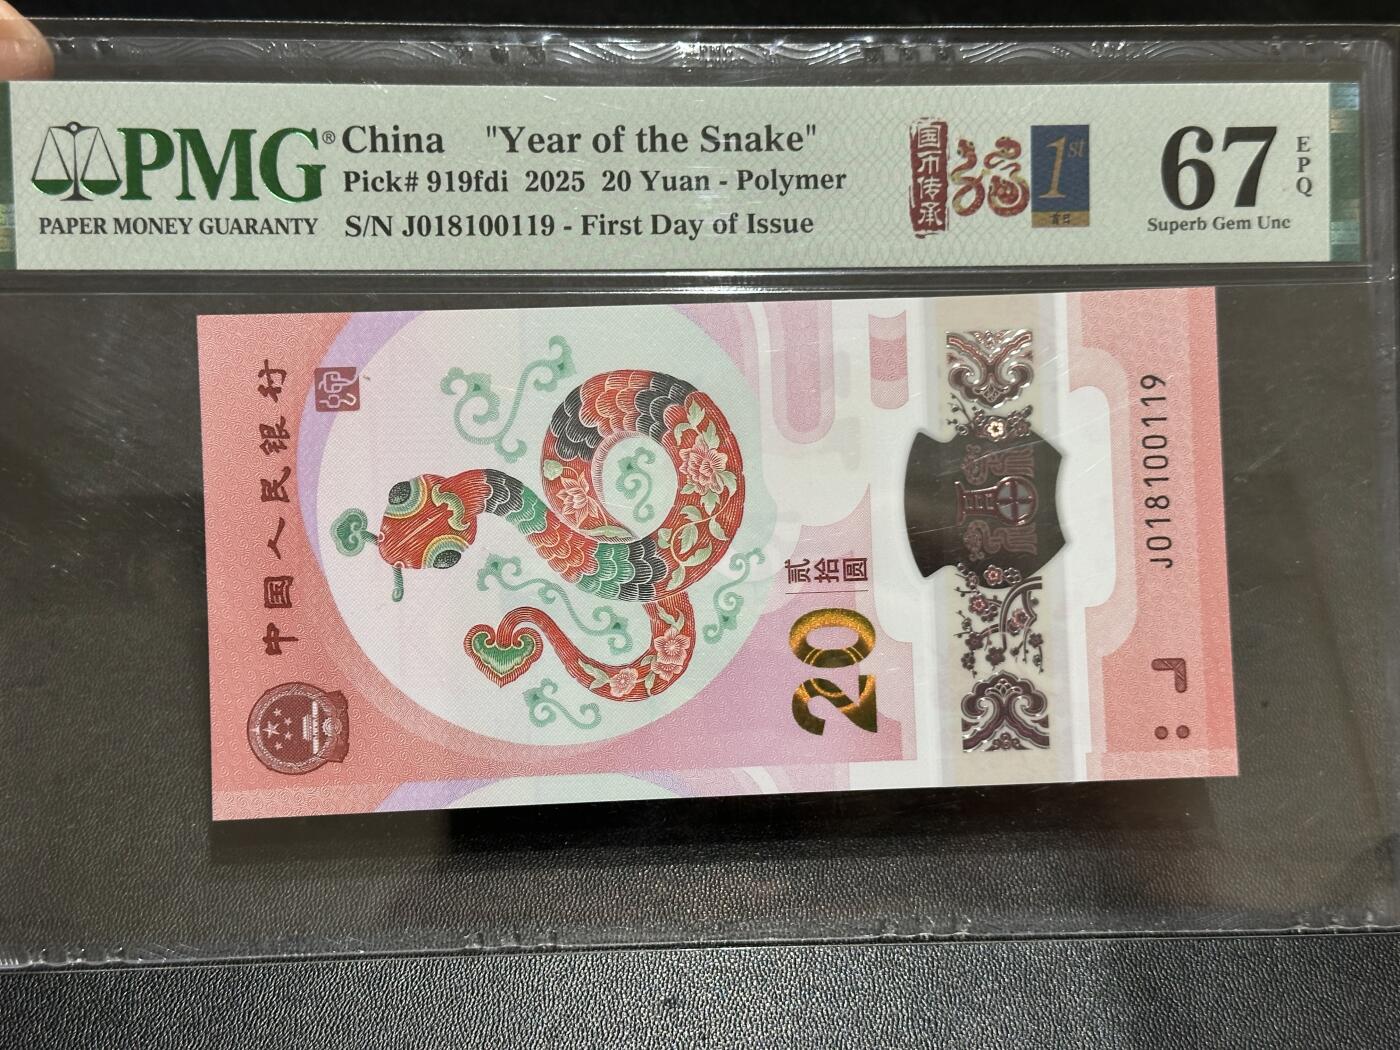 PMG®
PAPER MONEY GUARANTY
China "Year of the Snake"
Pick# 919fdi 2025 20 Yuan - Polymer
S/N J018100119 - First Day of Issue
国币传承
1st
首日
67
EPQ
Superb Gem Unc
中国人民银行
贰拾圆
20
J018100119